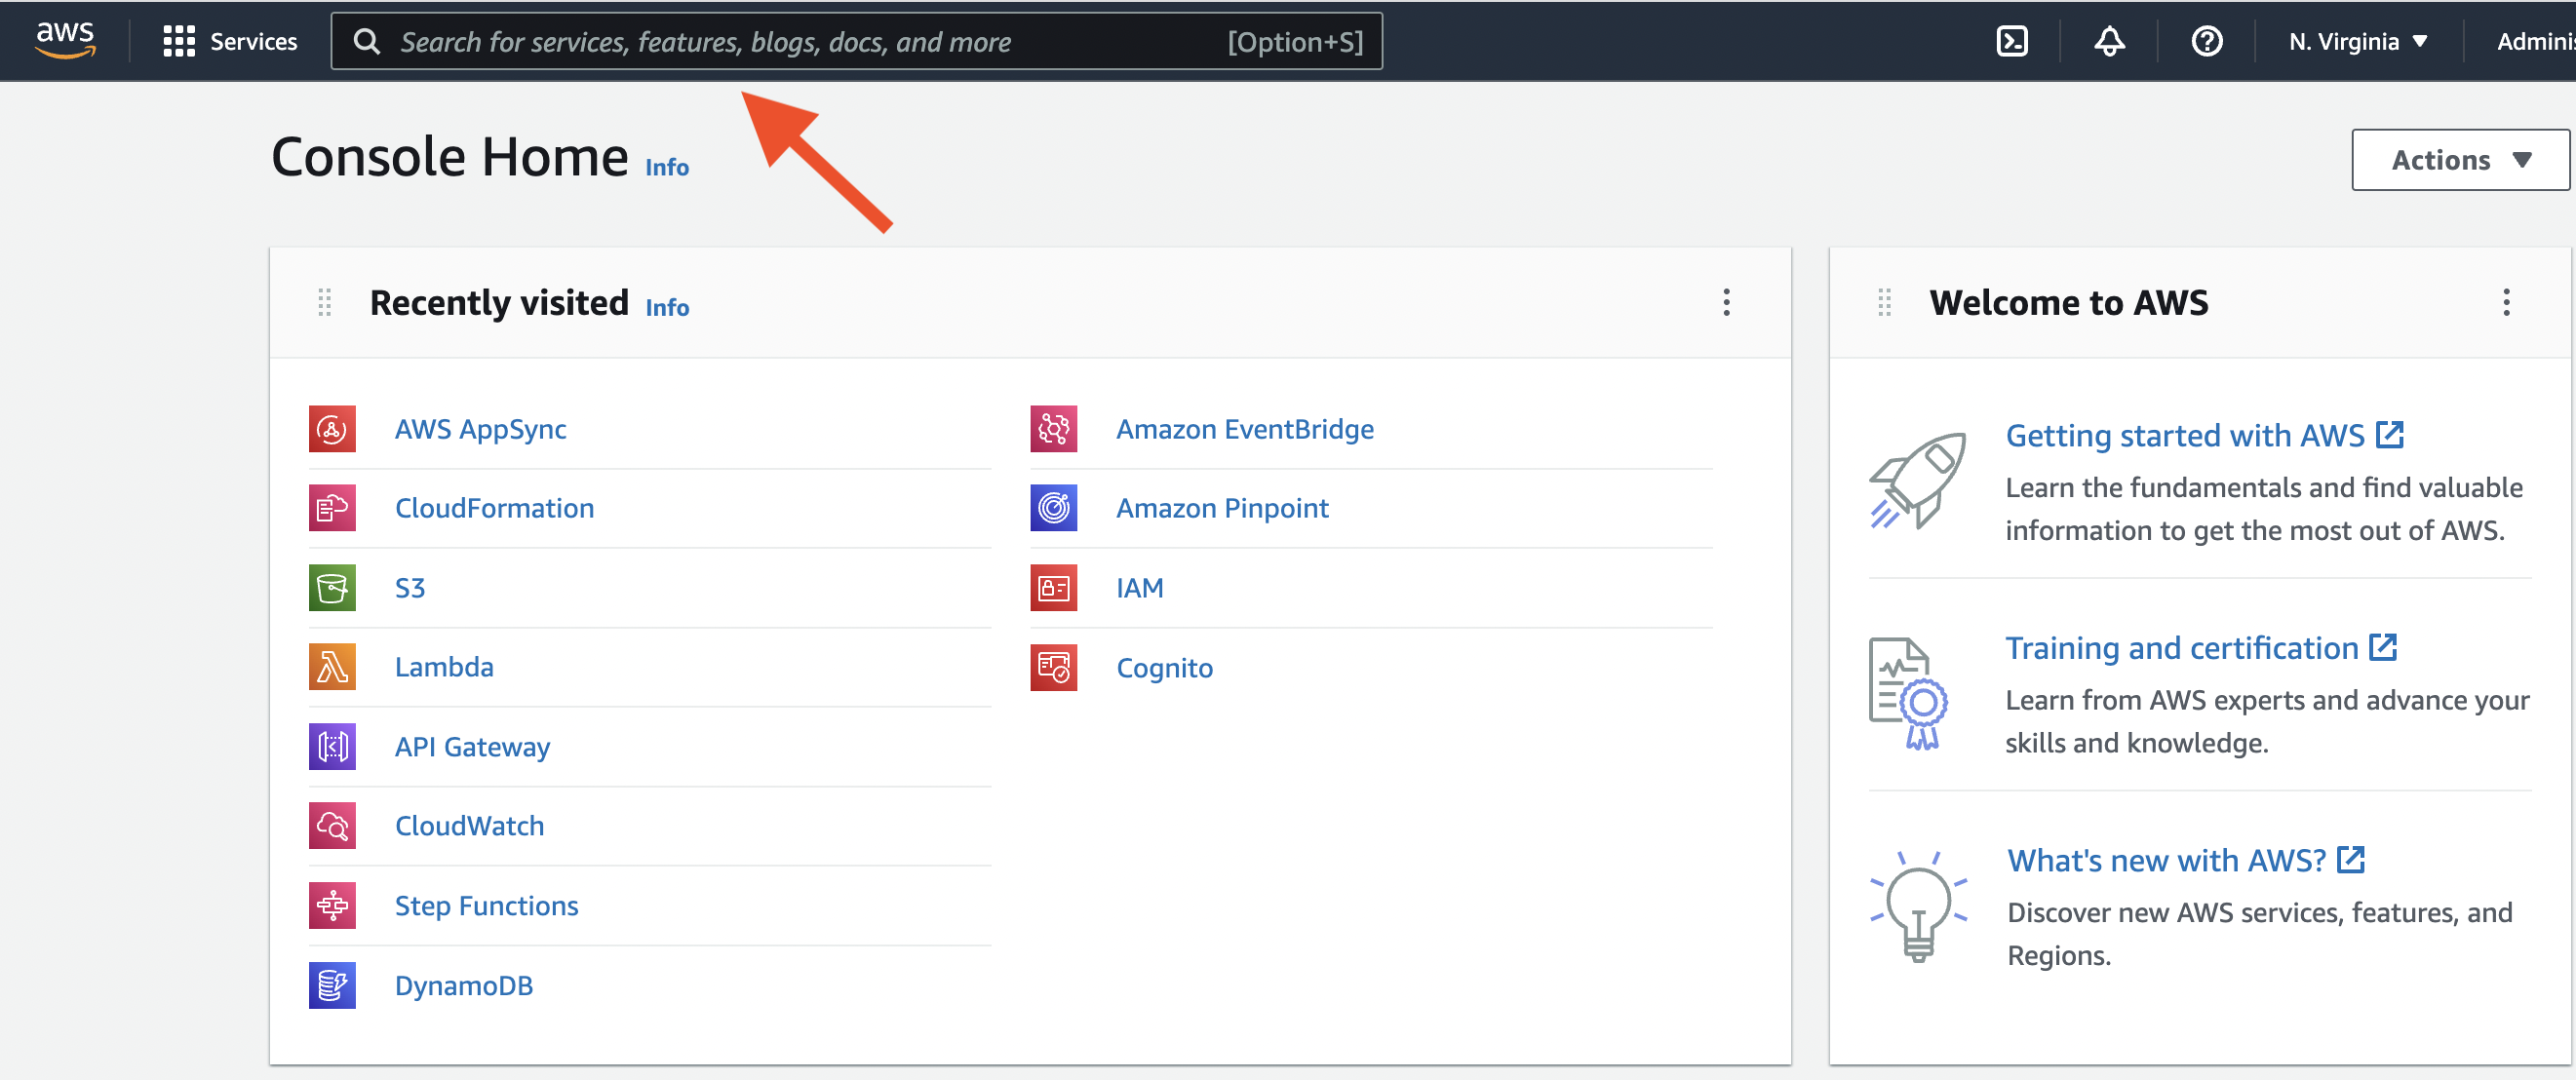 aws
Services
Search for services, features, blogs, docs, and more
[Option+S]
N. Virginia
Console Home Info
Actions
Recently visited Info
AWS AppSync
CloudFormation
S3
Lambda
API Gateway
CloudWatch
Step Functions
DynamoDB
Amazon EventBridge
Amazon Pinpoint
IAM
Cognito
Welcome to AWS
Getting started with AWS
Learn the fundamentals and find valuable
information to get the most out of AWS.
Training and certification
Learn from AWS experts and advance your
skills and knowledge.
What's new with AWS?
Discover new AWS services, features, and
Regions.